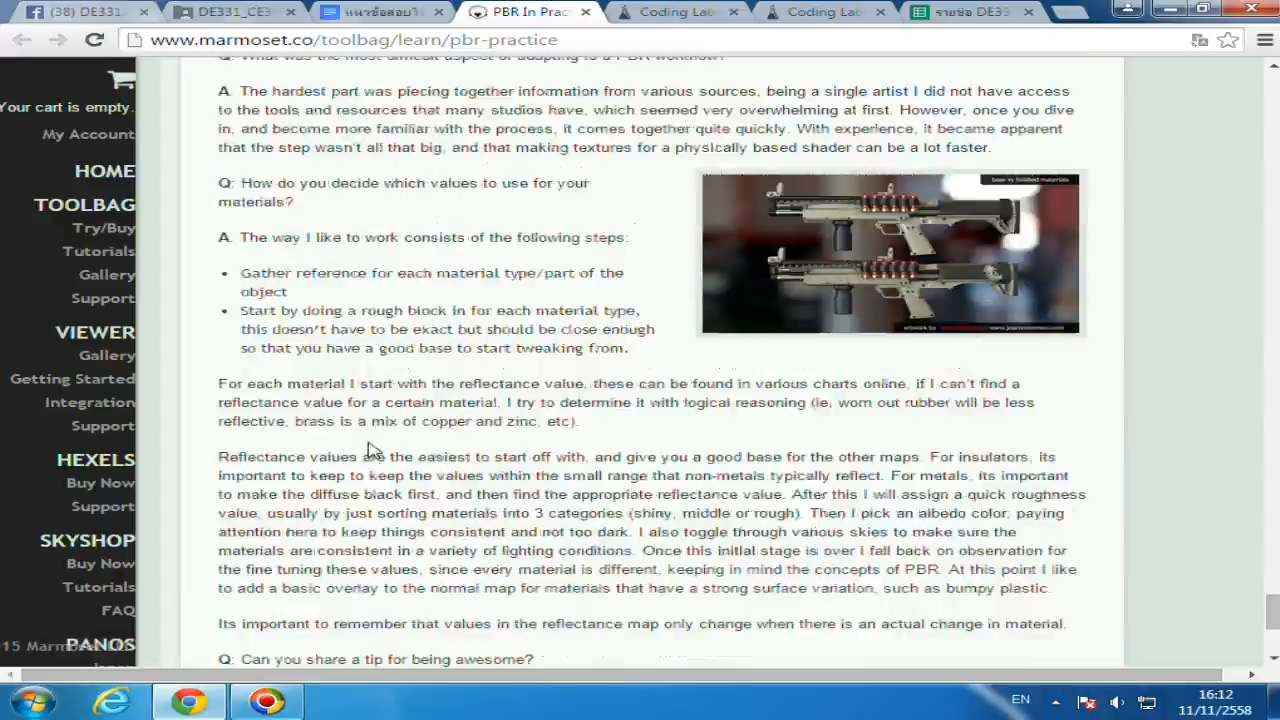 (38) DE331_
DE331_CE3
แนวข้อสอบวิ
PBR In Prac
Coding Lab
Coding Lab
รายชื่อ DE33
www.marmoset.co/toolbag/learn/pbr-practice
Your cart is empty.
My Account
HOME
TOOLBAG
Try/Buy
Tutorials
Gallery
Support
VIEWER
Gallery
Getting Started
Integration
Support
HEXELS
Buy Now
Support
SKYSHOP
Buy Now
Tutorials
FAQ
PANOS
15 Marmoset
Q: What was the most difficult aspect of adapting to a PBR workflow?
A. The hardest part was piecing together information from various sources, being a single artist I did not have access
to the tools and resources that many studios have, which seemed very overwhelming at first. However, once you dive
in, and become more familiar with the process, it comes together quite quickly. With experience, it became apparent
that the step wasn't all that big, and that making textures for a physically based shader can be a lot faster.
Q: How do you decide which values to use for your
materials?
A. The way I like to work consists of the following steps:
• Gather reference for each material type/part of the
object
• Start by doing a rough block in for each material type,
this doesn't have to be exact but should be close enough
so that you have a good base to start tweaking from.
base vs finished materials
artwork by
For each material I start with the reflectance value, these can be found in various charts online, if I can't find a
reflectance value for a certain material, I try to determine it with logical reasoning (ie, worn out rubber will be less
reflective, brass is a mix of copper and zinc, etc).
Reflectance values are the easiest to start off with, and give you a good base for the other maps. For insulators, its
important to keep to keep the values within the small range that non-metals typically reflect. For metals, its important
to make the diffuse black first, and then find the appropriate reflectance value. After this I will assign a quick roughness
value, usually by just sorting materials into 3 categories (shiny, middle or rough). Then I pick an albedo color, paying
attention here to keep things consistent and not too dark. I also toggle through various skies to make sure the
materials are consistent in a variety of lighting conditions. Once this initial stage is over I fall back on observation for
the fine tuning these values, since every material is different, keeping in mind the concepts of PBR. At this point I like
to add a basic overlay to the normal map for materials that have a strong surface variation, such as bumpy plastic.
Its important to remember that values in the reflectance map only change when there is an actual change in material.
Q: Can you share a tip for being awesome?
EN
16:12
11/11/2558